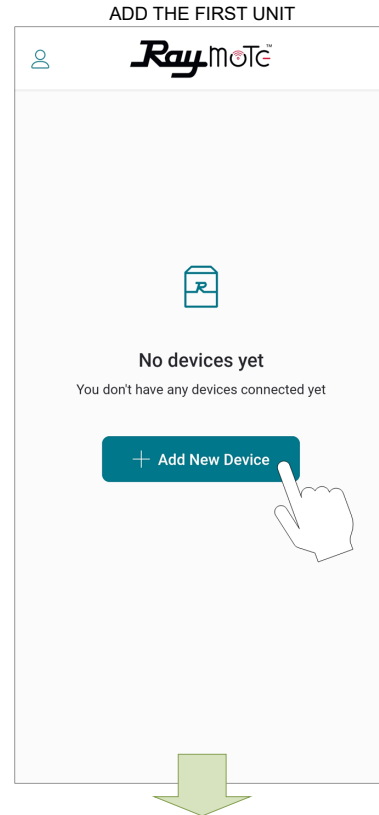 ADD THE FIRST UNIT
Raymote™
R
No devices yet
You don't have any devices connected yet
+ Add New Device